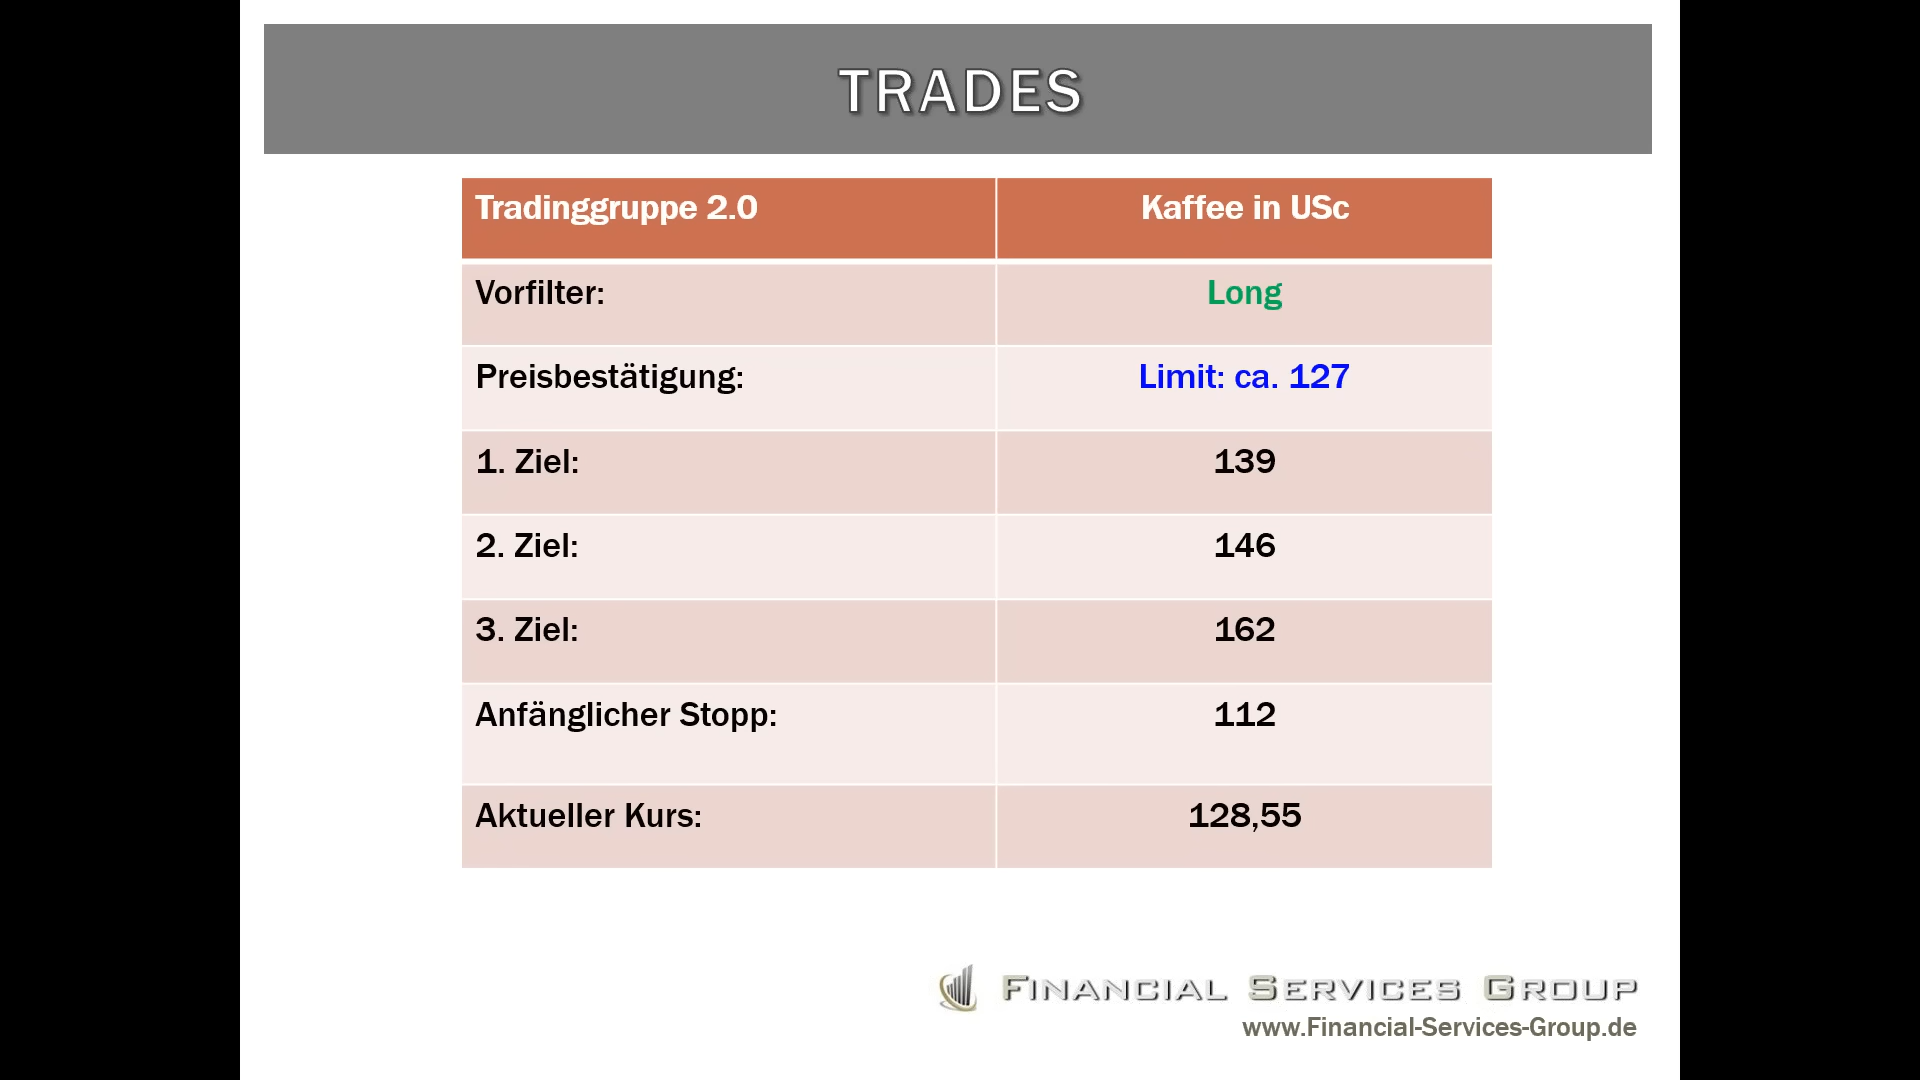 TRADES
Tradinggruppe 2.0 Kaffee in USc
Vorfilter: Long
Preisbestätigung: Limit: ca. 127
1. Ziel: 139
2. Ziel: 146
3. Ziel: 162
Anfänglicher Stopp: 112
Aktueller Kurs: 128,55
FINANCIAL SERVICES GROUP
www.Financial-Services-Group.de